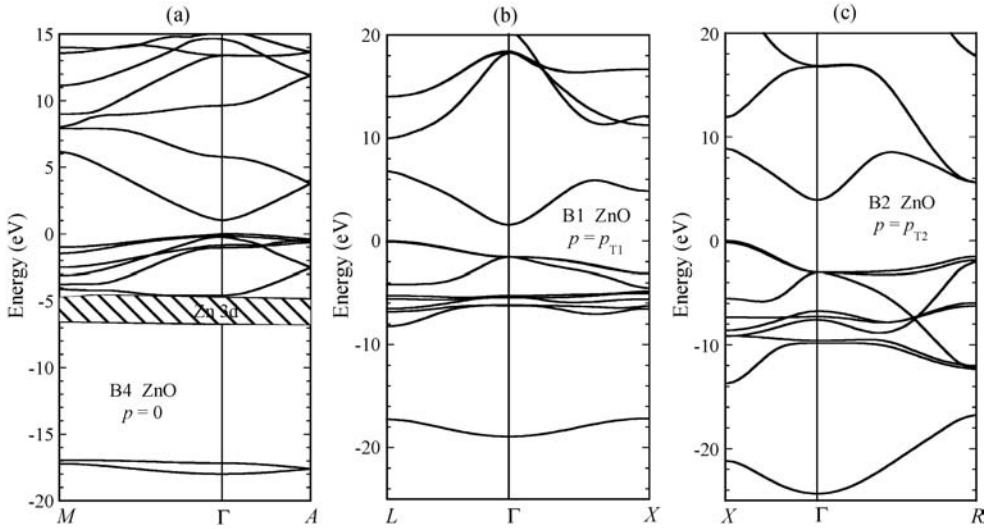 (a)
(b)
(c)
Energy (eV)
15
10
5
0
-5
-10
-15
-20
Zn 3d
B4 ZnO
p = 0
M
Γ
A
Energy (eV)
20
10
0
-10
-20
B1 ZnO
p = pT1
L
Γ
X
Energy (eV)
20
10
0
-10
-20
B2 ZnO
p = pT2
X
Γ
R